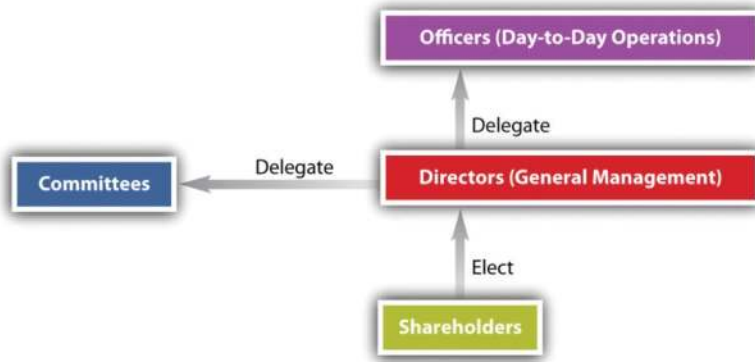 Officers (Day-to-Day Operations)
Delegate
Delegate
Committees
Directors (General Management)
Elect
Shareholders